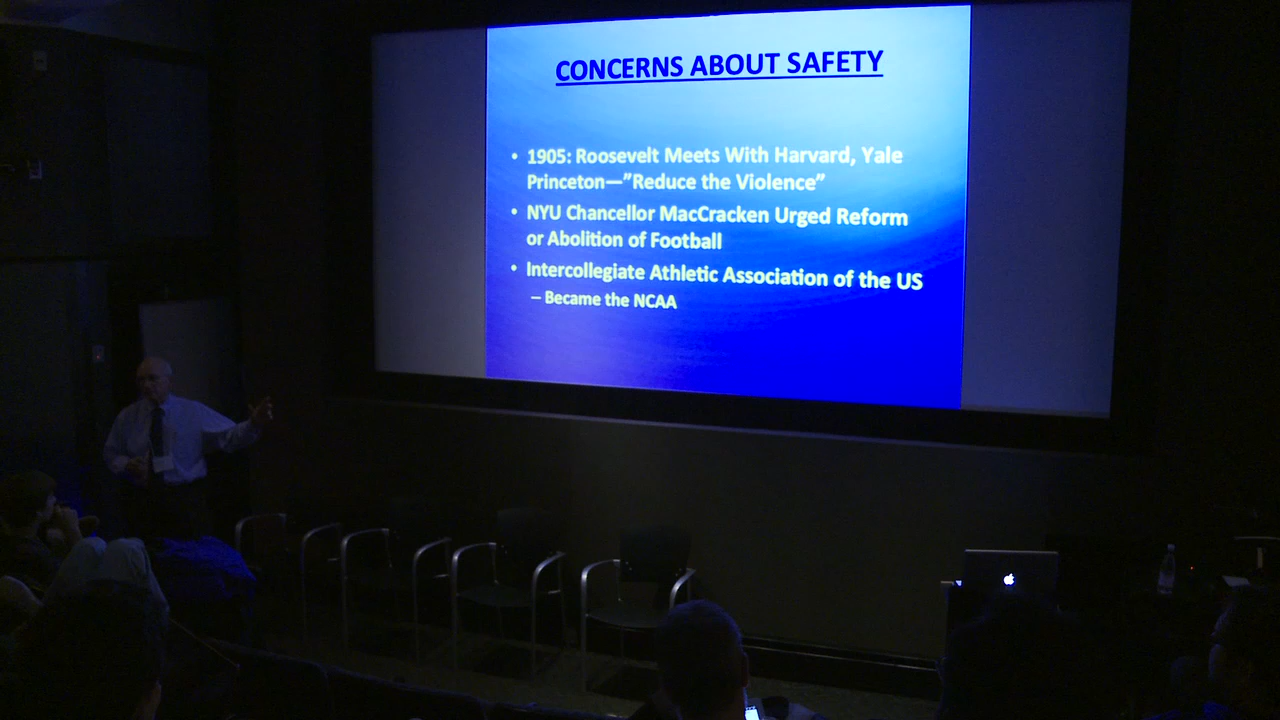 CONCERNS ABOUT SAFETY
• 1905: Roosevelt Meets With Harvard, Yale
Princeton—”Reduce the Violence”
• NYU Chancellor MacCracken Urged Reform
or Abolition of Football
• Intercollegiate Athletic Association of the US
– Became the NCAA